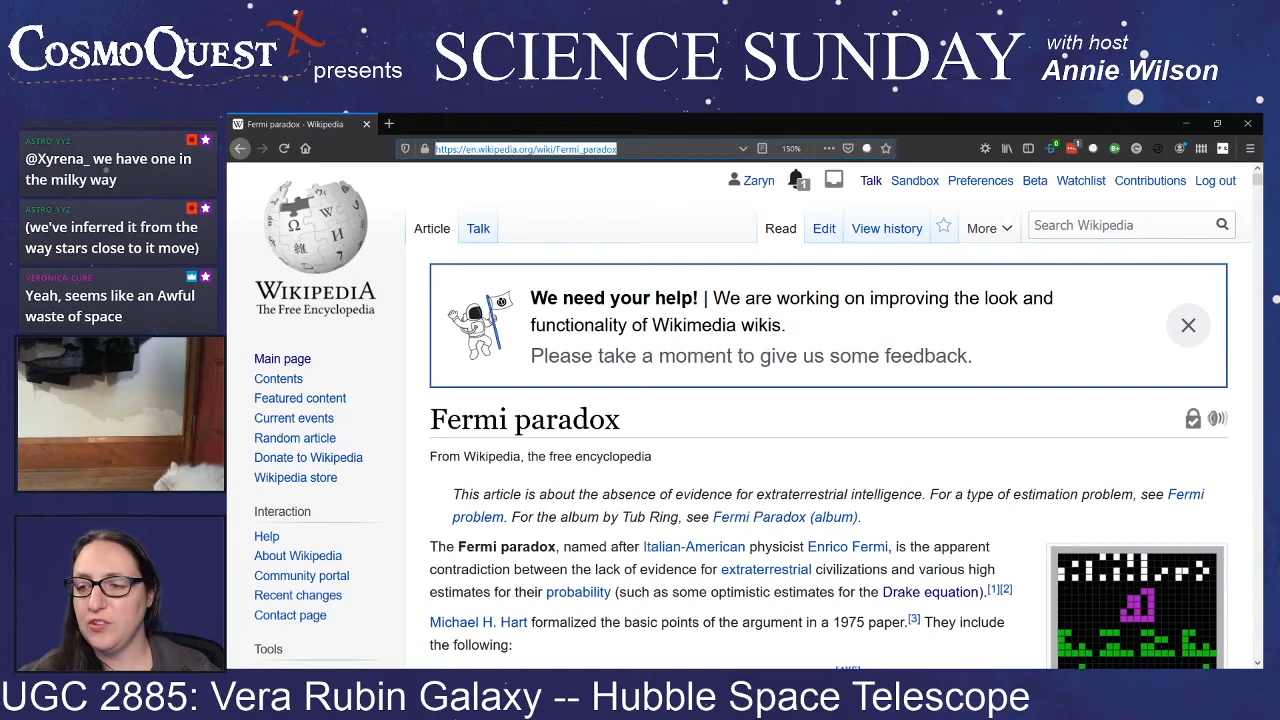 COSMOQUEST X
presents
SCIENCE SUNDAY
with host
Annie Wilson
ASTRO_YYZ
@Xyrena_ we have one in
the milky way
ASTRO_YYZ
(we've inferred it from the
way stars close to it move)
VERONICA_CURE
Yeah, seems like an Awful
waste of space
Fermi paradox - Wikipedia
https://en.wikipedia.org/wiki/Fermi_paradox
150%
Zaryn
1
Talk
Sandbox
Preferences
Beta
Watchlist
Contributions
Log out
Article
Talk
Read
Edit
View history
More
Search Wikipedia
WIKIPEDIA
The Free Encyclopedia
Main page
Contents
Featured content
Current events
Random article
Donate to Wikipedia
Wikipedia store
Interaction
Help
About Wikipedia
Community portal
Recent changes
Contact page
Tools
We need your help! | We are working on improving the look and
functionality of Wikimedia wikis.
Please take a moment to give us some feedback.
Fermi paradox
From Wikipedia, the free encyclopedia
This article is about the absence of evidence for extraterrestrial intelligence. For a type of estimation problem, see Fermi
problem. For the album by Tub Ring, see Fermi Paradox (album).
The Fermi paradox, named after Italian-American physicist Enrico Fermi, is the apparent
contradiction between the lack of evidence for extraterrestrial civilizations and various high
estimates for their probability (such as some optimistic estimates for the Drake equation).[1][2]
Michael H. Hart formalized the basic points of the argument in a 1975 paper.[3] They include
the following:
UGC 2885: Vera Rubin Galaxy -- Hubble Space Telescope